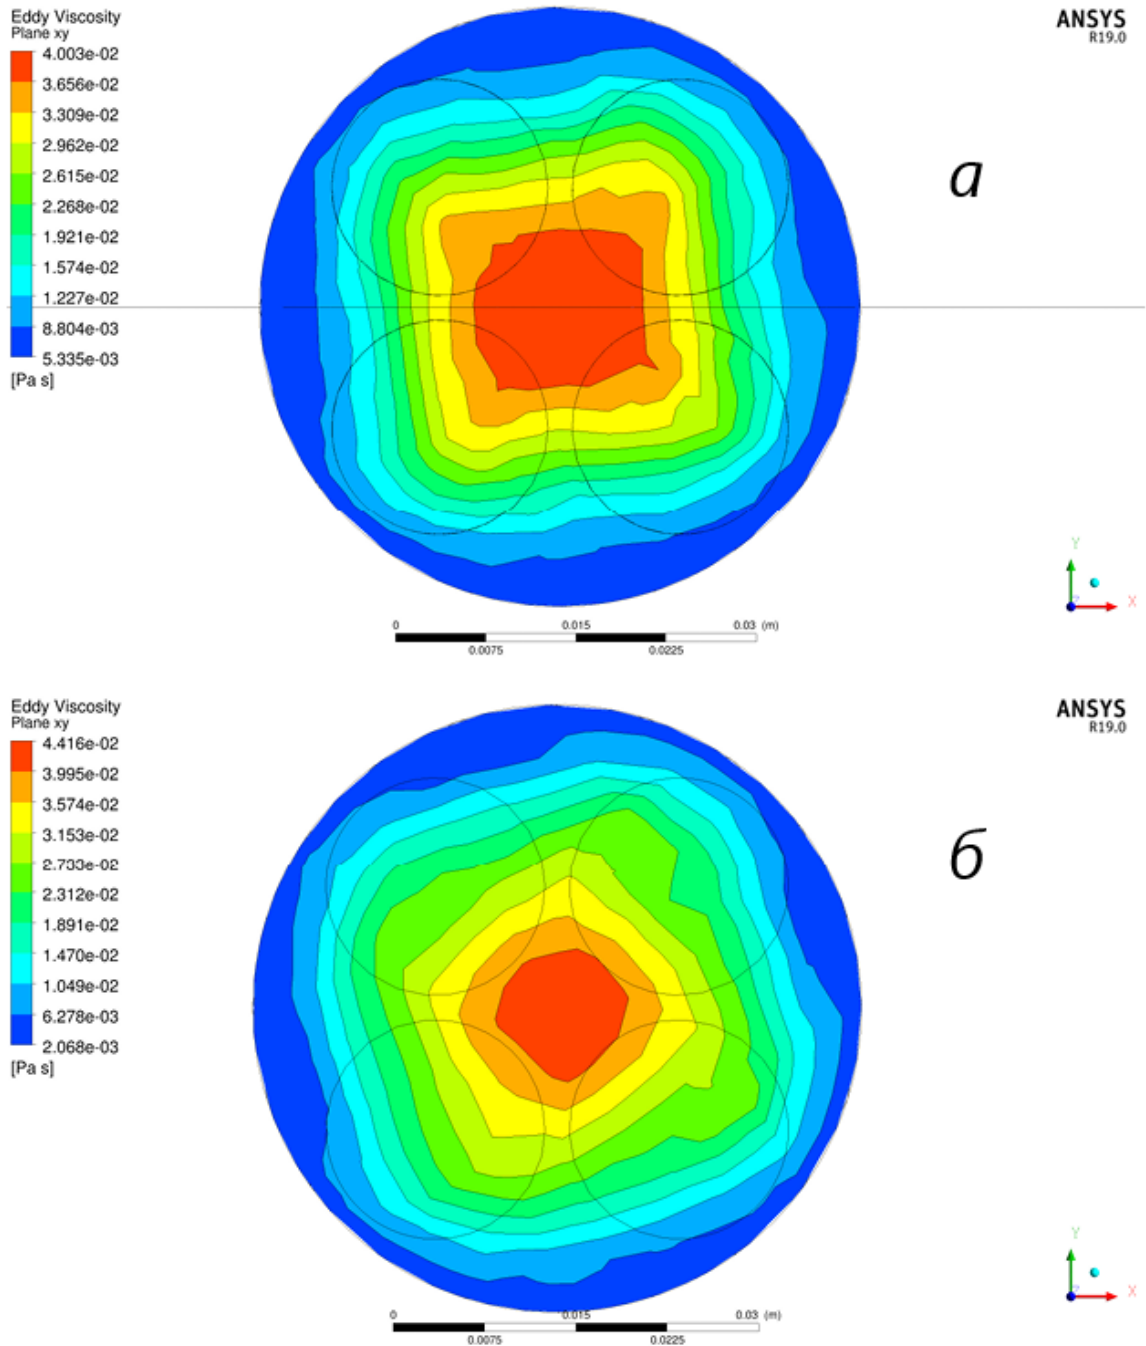 Eddy Viscosity
Plane xy
4.003e-02
3.656e-02
3.309e-02
2.962e-02
2.615e-02
2.268e-02
1.921e-02
1.574e-02
1.227e-02
8.804e-03
5.335e-03
[Pa s]
ANSYS
R19.0
а
Y
Z
X
0 0.015 0.03 (m)
0.0075 0.0225
Eddy Viscosity
Plane xy
4.416e-02
3.995e-02
3.574e-02
3.153e-02
2.733e-02
2.312e-02
1.891e-02
1.470e-02
1.049e-02
6.278e-03
2.068e-03
[Pa s]
ANSYS
R19.0
б
Y
Z
X
0 0.015 0.03 (m)
0.0075 0.0225